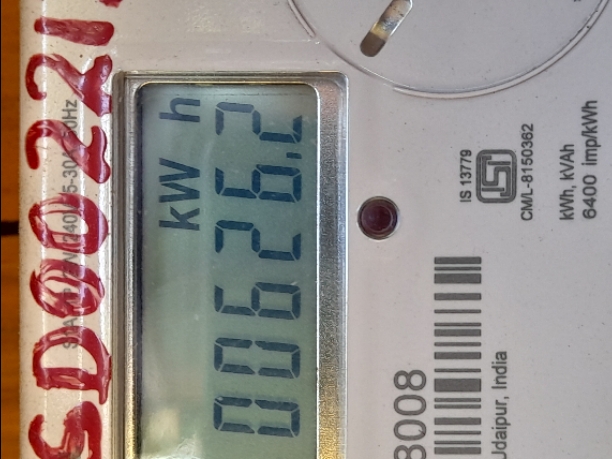 SD00221
kW h
00626.2
IS 13779
CM/L-8150362
kWh, kVAh
6400 imp/kWh
8008
Udaipur, India